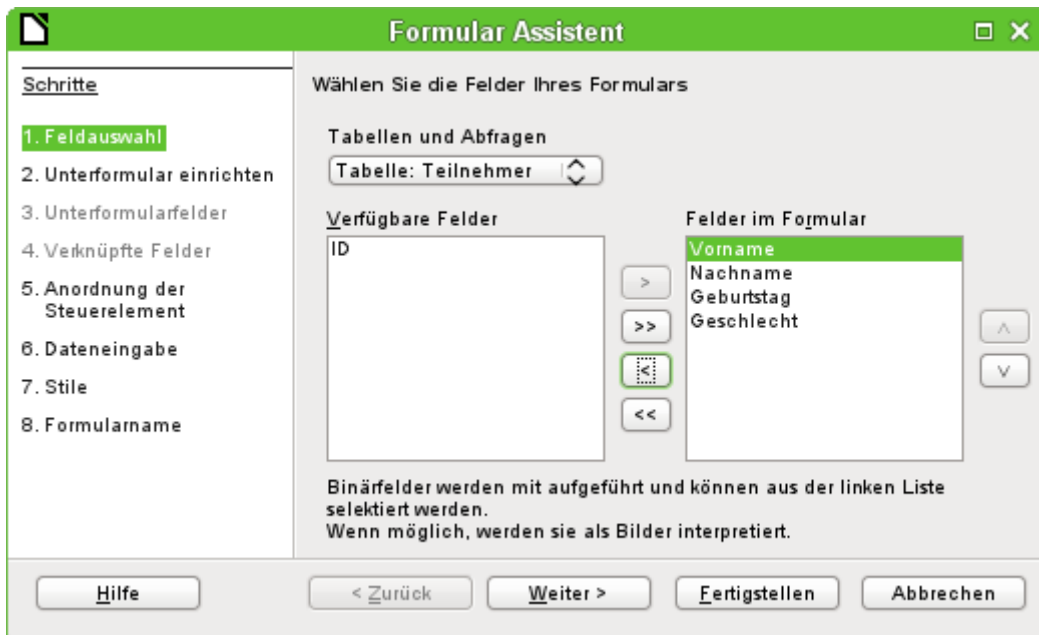 Formular Assistent
Schritte
1. Feldauswahl
2. Unterformular einrichten
3. Unterformularfelder
4. Verknüpfte Felder
5. Anordnung der
Steuerelement
6. Dateneingabe
7. Stile
8. Formularname
Wählen Sie die Felder Ihres Formulars
Tabellen und Abfragen
Tabelle: Teilnehmer
Verfügbare Felder
ID
>
>>
<
<<
Felder im Formular
Vorname
Nachname
Geburtstag
Geschlecht
Binärfelder werden mit aufgeführt und können aus der linken Liste
selektiert werden.
Wenn möglich, werden sie als Bilder interpretiert.
Hilfe
< Zurück
Weiter >
Fertigstellen
Abbrechen